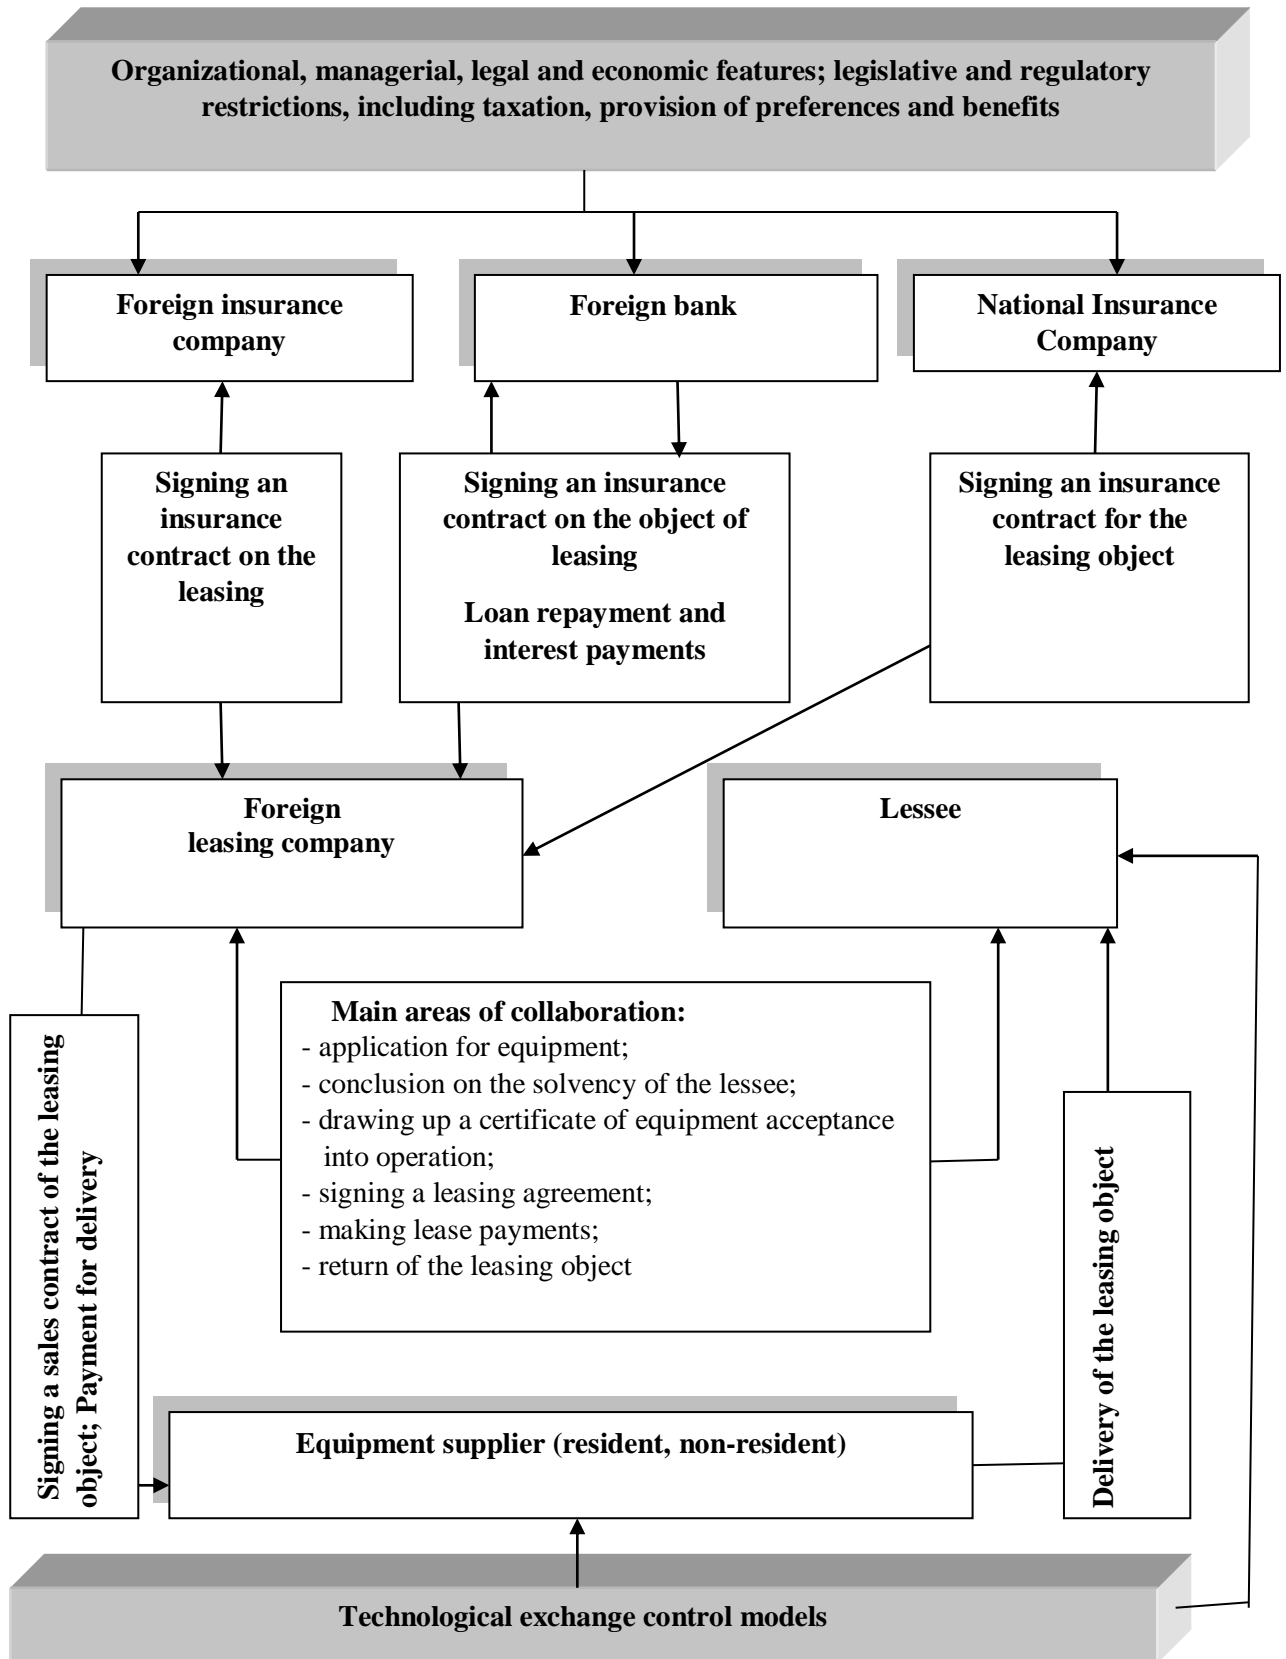 Organizational, managerial, legal and economic features; legislative and regulatory
restrictions, including taxation, provision of preferences and benefits
Foreign insurance
company
Foreign bank
National Insurance
Company
Signing an
insurance
contract on the
leasing
Signing an insurance
contract on the object of
leasing
Loan repayment and
interest payments
Signing an insurance
contract for the
leasing object
Foreign
leasing company
Lessee
Signing a sales contract of the leasing
object; Payment for delivery
Main areas of collaboration:
- application for equipment;
- conclusion on the solvency of the lessee;
- drawing up a certificate of equipment acceptance
into operation;
- signing a leasing agreement;
- making lease payments;
- return of the leasing object
Delivery of the leasing object
Equipment supplier (resident, non-resident)
Technological exchange control models